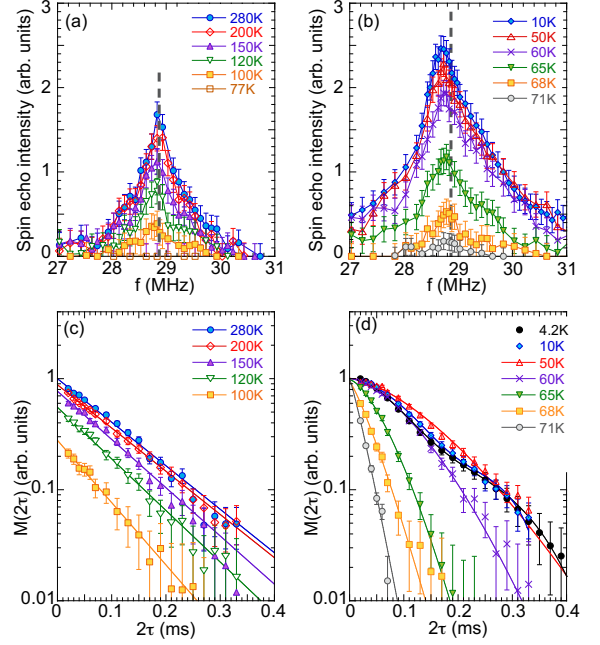 (a)
280K
200K
150K
120K
100K
77K
Spin echo intensity (arb. units)
3
2
1
0
27 28 29 30 31
f (MHz)
(b)
10K
50K
60K
65K
68K
71K
Spin echo intensity (arb. units)
3
2
1
0
27 28 29 30 31
f (MHz)
(c)
280K
200K
150K
120K
100K
M(2τ) (arb. units)
1
0.1
0.01
0 0.1 0.2 0.3 0.4
2τ (ms)
(d)
4.2K
10K
50K
60K
65K
68K
71K
M(2τ) (arb. units)
1
0.1
0.01
0 0.1 0.2 0.3 0.4
2τ (ms)